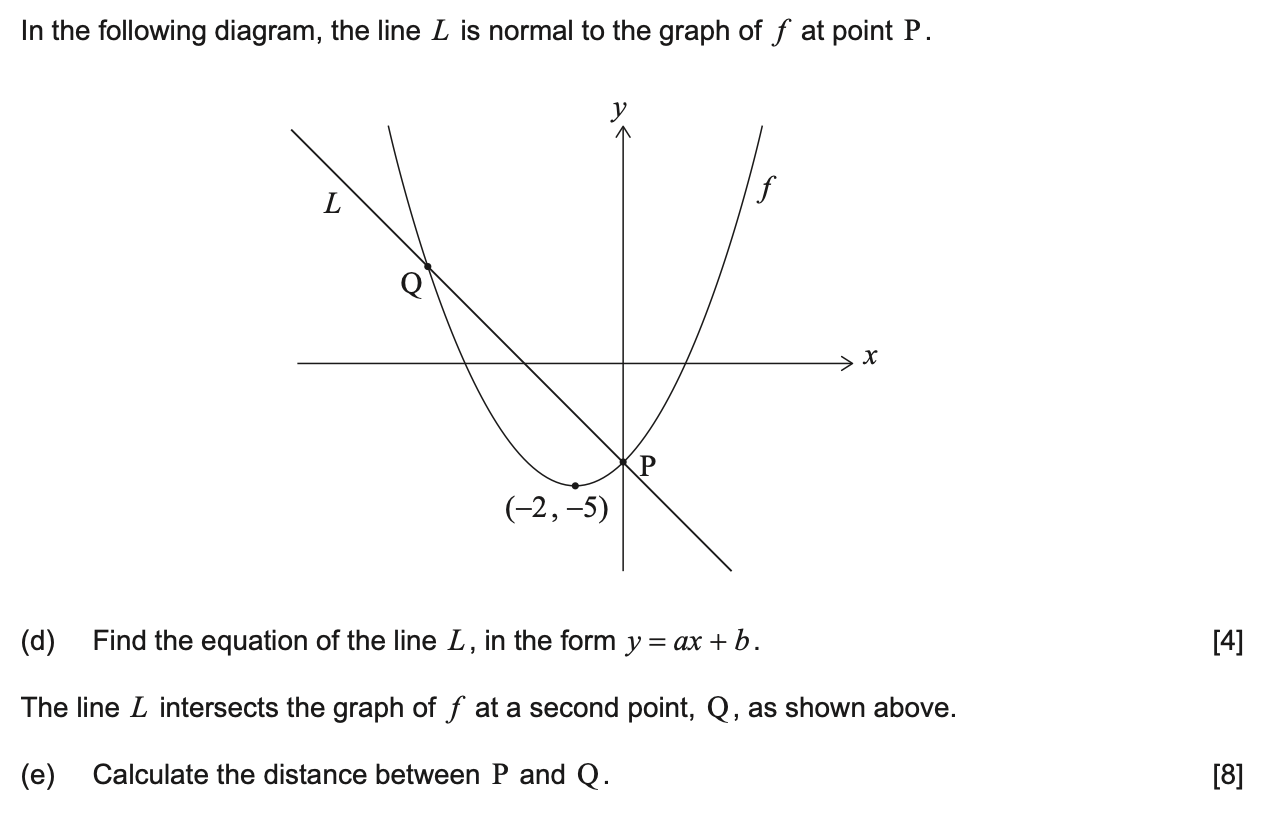 In the following diagram, the line L is normal to the graph of f at point P.
y
L
f
Q
x
P
(–2, –5)
(d) Find the equation of the line L, in the form y = ax + b. [4]
The line L intersects the graph of f at a second point, Q, as shown above.
(e) Calculate the distance between P and Q. [8]